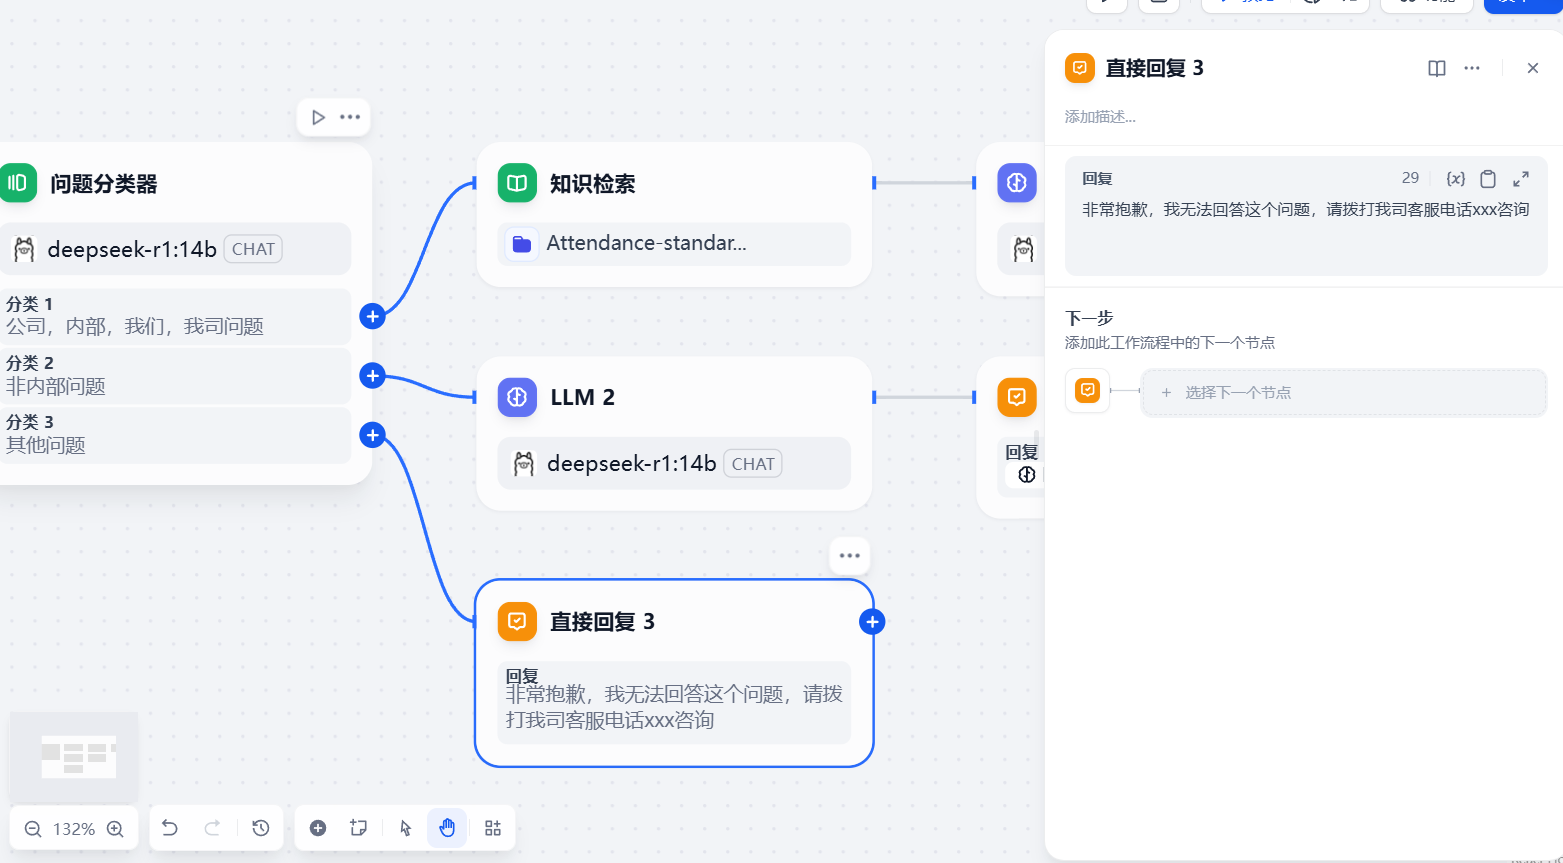 问题分类器
deepseek-r1:14b CHAT
分类 1
公司，内部，我们，我司问题
分类 2
非内部问题
分类 3
其他问题
知识检索
Attendance-standar...
LLM 2
deepseek-r1:14b CHAT
回复
直接回复 3
回复
非常抱歉，我无法回答这个问题，请拨
打我司客服电话xxx咨询
132%
直接回复 3
添加描述...
回复
29
{x}
非常抱歉，我无法回答这个问题，请拨打我司客服电话xxx咨询
下一步
添加此工作流程中的下一个节点
+ 选择下一个节点